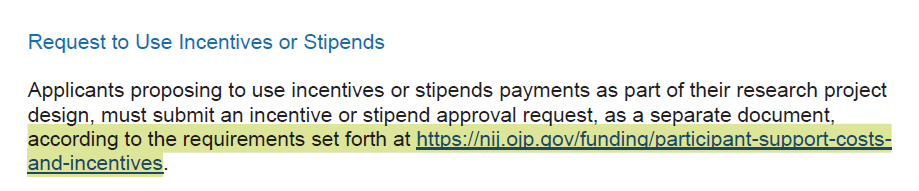 Request to Use Incentives or Stipends
Applicants proposing to use incentives or stipends payments as part of their research project
design, must submit an incentive or stipend approval request, as a separate document,
according to the requirements set forth at https://nij.ojp.gov/funding/participant-support-costs-
and-incentives.